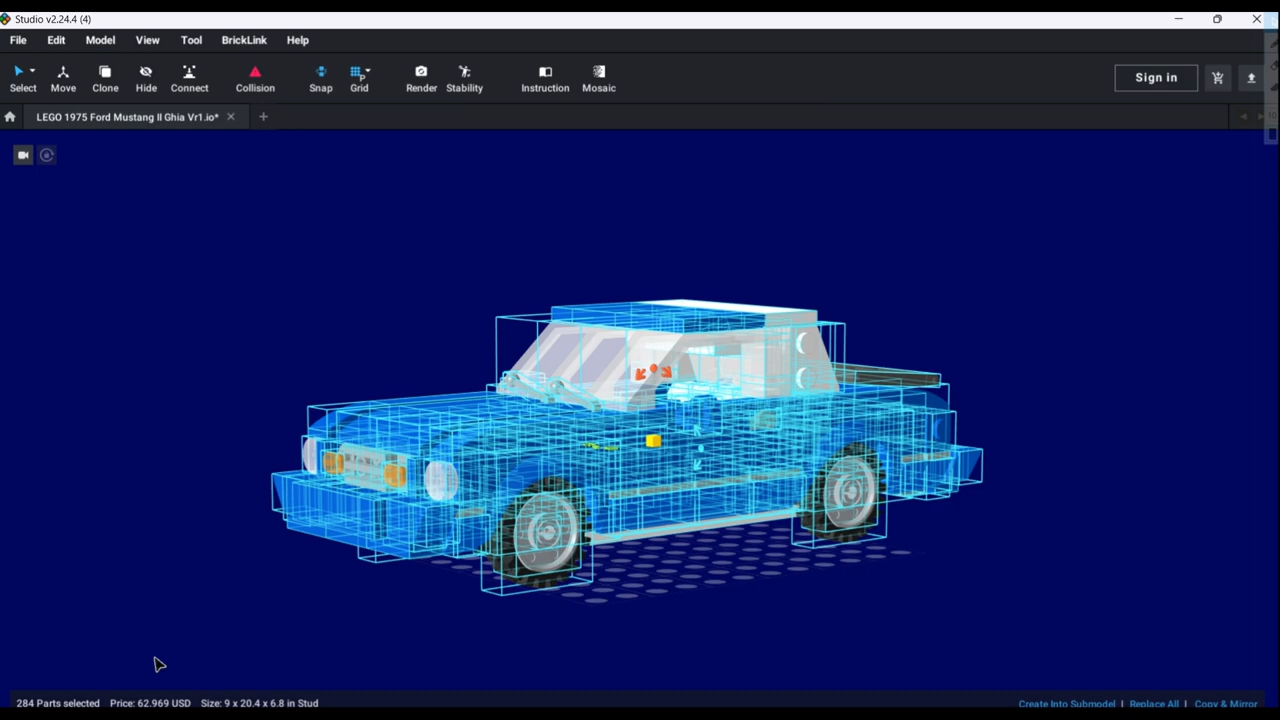 Studio v2.24.4 (4)
File Edit Model View Tool BrickLink Help
Select Move Clone Hide Connect Collision Snap Grid Render Stability Instruction Mosaic Sign in
LEGO 1975 Ford Mustang II Ghia Vr1.io*
284 Parts selected Price: 62.969 USD Size: 9 x 20.4 x 6.8 in Stud Create Into Submodel | Replace All | Copy & Mirror